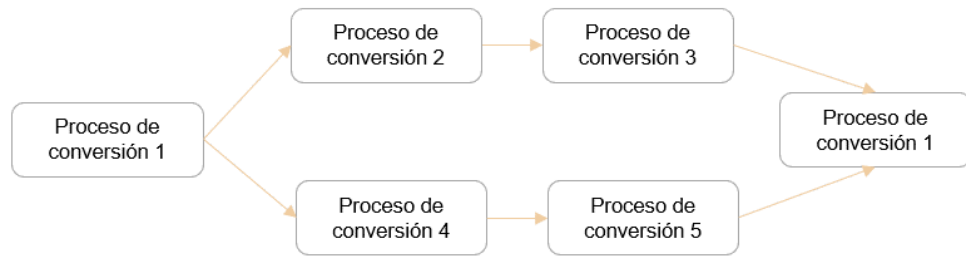 Proceso de
conversión 1
Proceso de
conversión 2
Proceso de
conversión 3
Proceso de
conversión 4
Proceso de
conversión 5
Proceso de
conversión 1